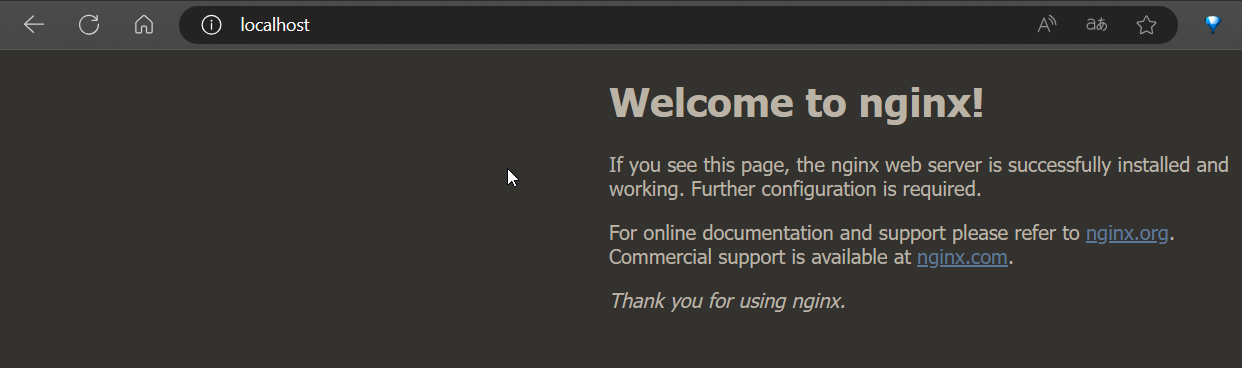 localhost
Welcome to nginx!
If you see this page, the nginx web server is successfully installed and
working. Further configuration is required.
For online documentation and support please refer to nginx.org.
Commercial support is available at nginx.com.
Thank you for using nginx.